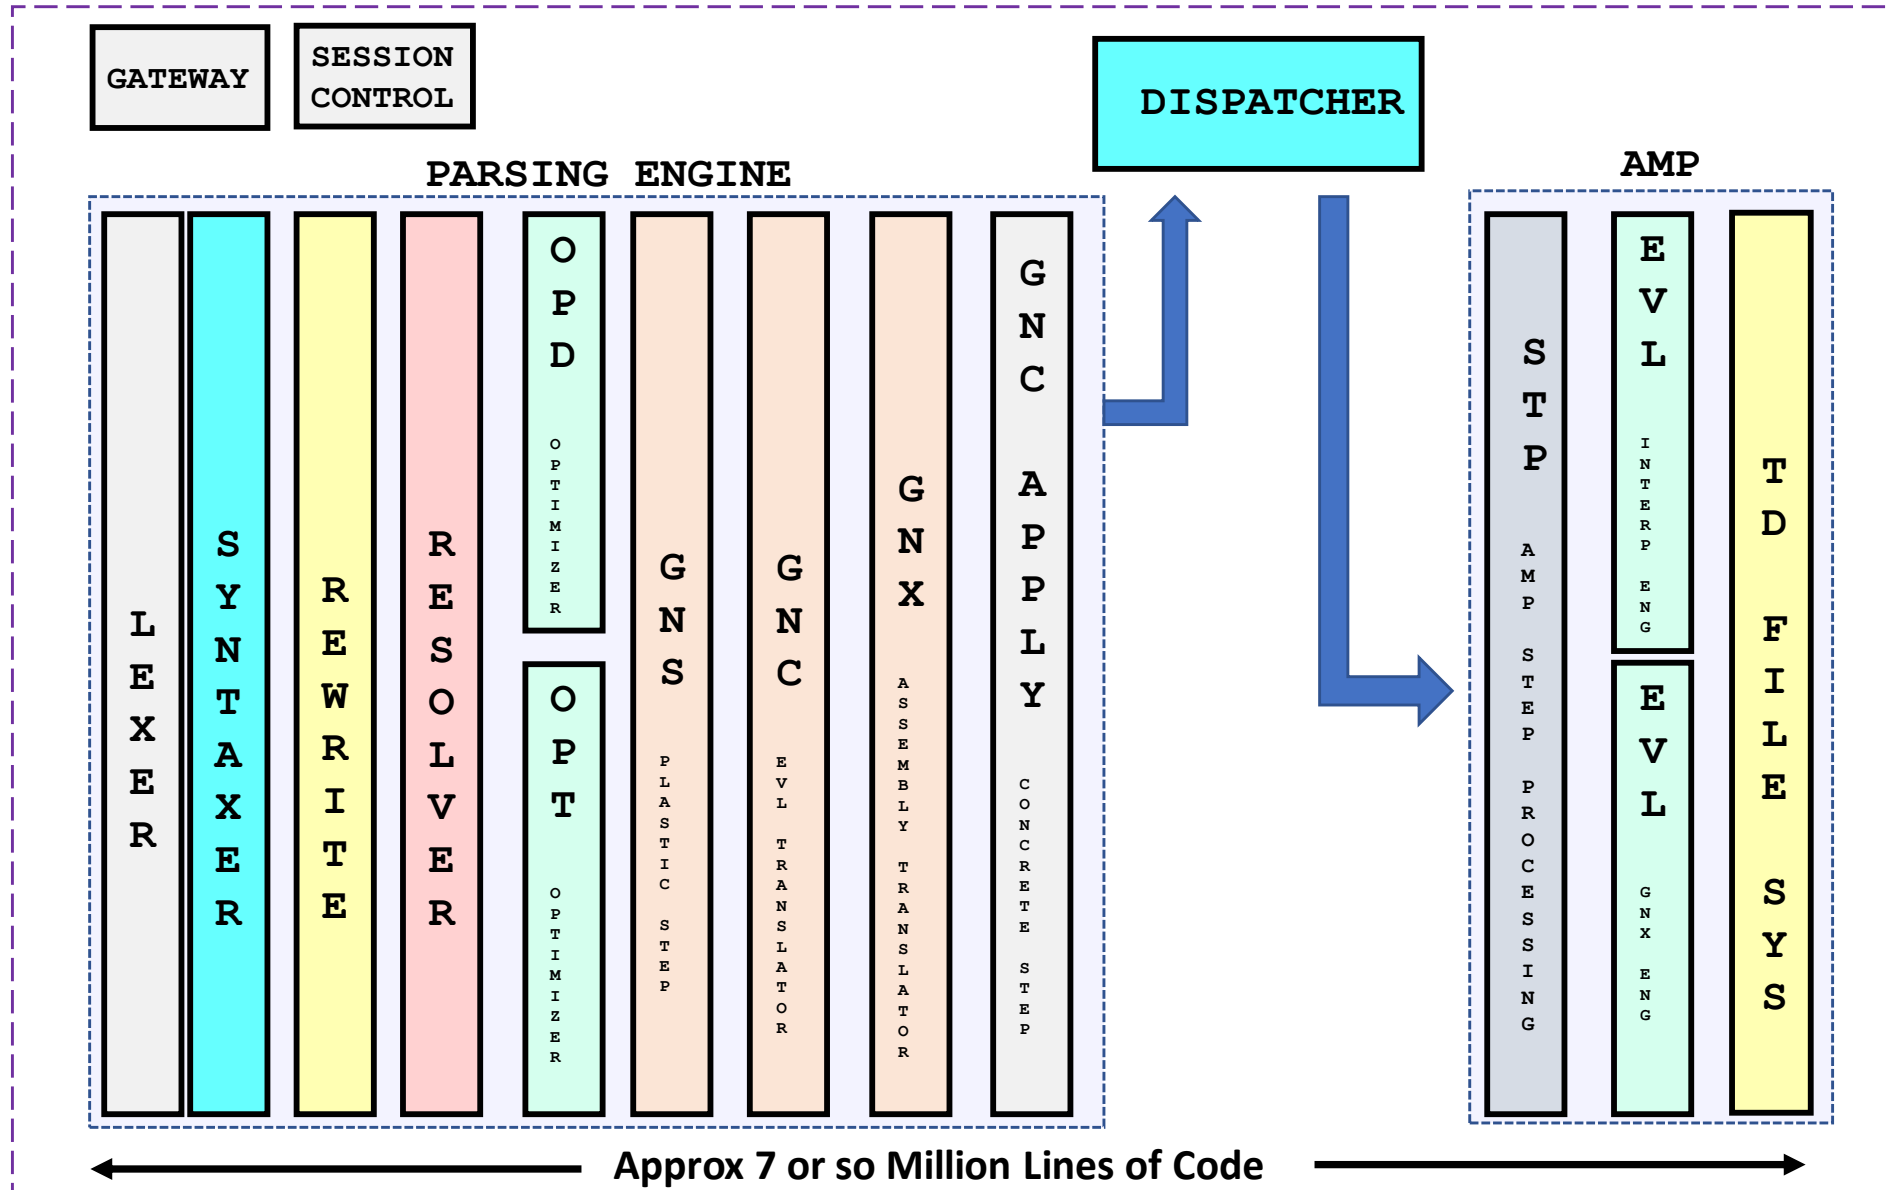 GATEWAY
SESSION
CONTROL
DISPATCHER
PARSING ENGINE
AMP
LEXER
SYNTAXER
REWRITE
RESOLVER
OPD OPTIMIZER
OPT OPTIMIZER
GNS PLASTIC STEP
GNC EVL TRANSLATOR
GNX ASSEMBLY TRANSLATOR
GNC APPLY CONCRETE STEP
STP AMP STEP PROCESSING
EVL INTERP ENG
EVL GNX ENG
TD FILE SYS
Approx 7 or so Million Lines of Code